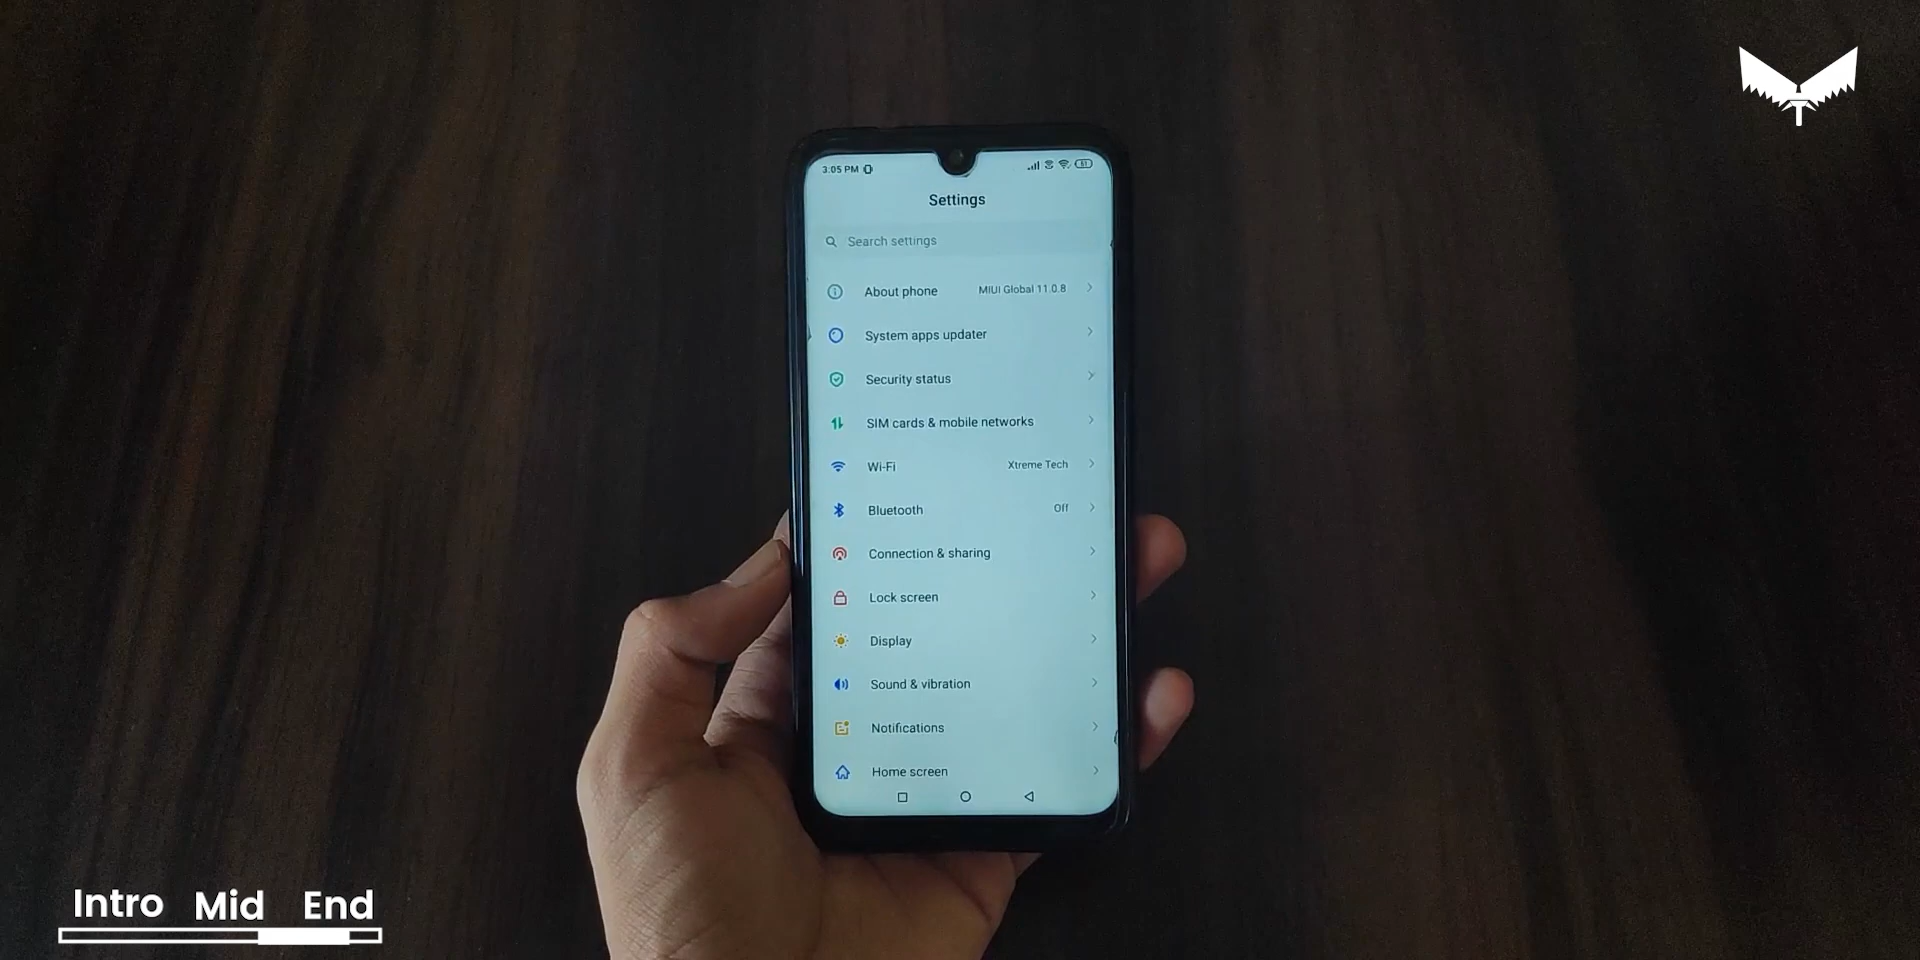 3:05 PM
51
Settings
Search settings
About phone MIUI Global 11.0.8
System apps updater
Security status
SIM cards & mobile networks
Wi-Fi Xtreme Tech
Bluetooth Off
Connection & sharing
Lock screen
Display
Sound & vibration
Notifications
Home screen
Intro Mid End